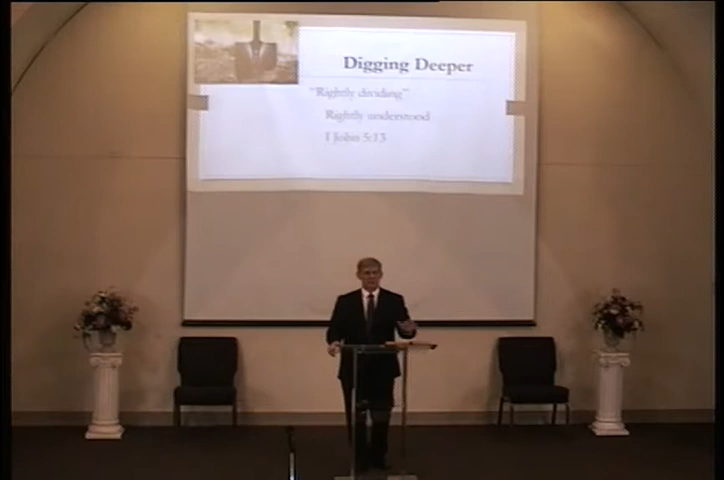 Digging Deeper
"Rightly dividing"
Rightly understood
I John 5:13